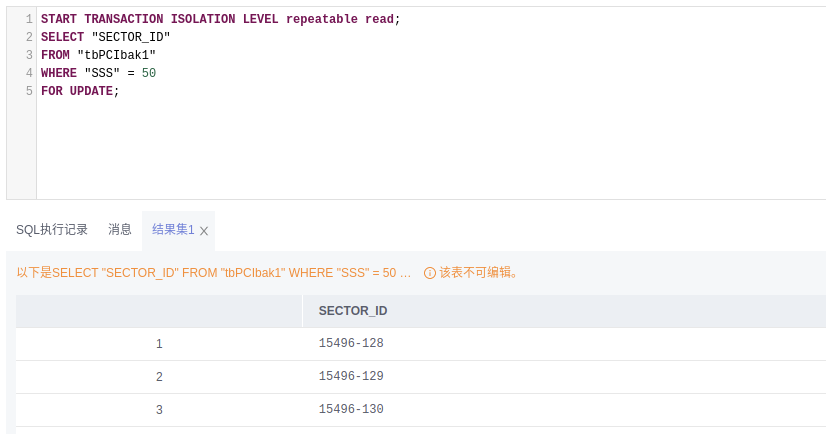 1 START TRANSACTION ISOLATION LEVEL repeatable read;
2 SELECT "SECTOR_ID"
3 FROM "tbPCIbak1"
4 WHERE "SSS" = 50
5 FOR UPDATE;
SQL执行记录 消息 结果集1
以下是SELECT "SECTOR_ID" FROM "tbPCIbak1" WHERE "SSS" = 50 ... 该表不可编辑。
SECTOR_ID
1 15496-128
2 15496-129
3 15496-130